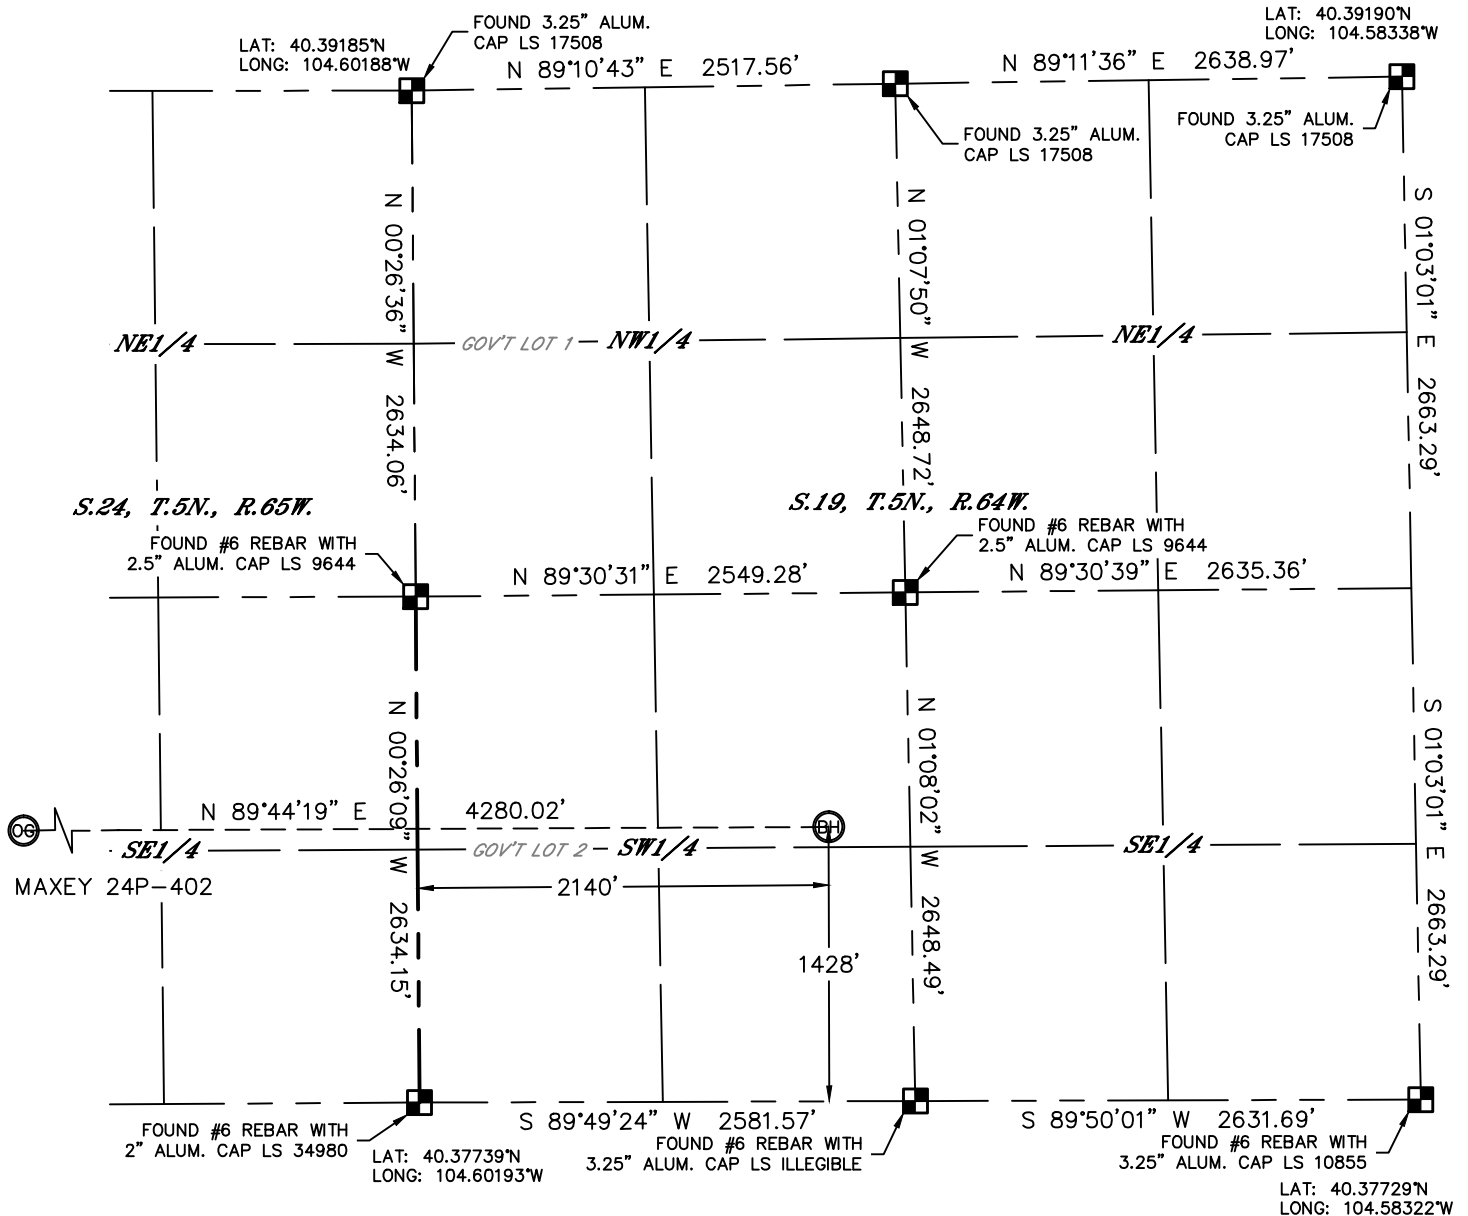 FOUND 3.25" ALUM.
CAP LS 17508
LAT: 40.39185°N
LONG: 104.60188°W
N 89°10'43" E 2517.56'
LAT: 40.39190°N
LONG: 104.58338°W
N 89°11'36" E 2638.97'
FOUND 3.25" ALUM.
CAP LS 17508
FOUND 3.25" ALUM.
CAP LS 17508
N 00°26'36" W 2634.06'
N 01°07'50" W 2648.72'
S 01°03'01" E 2663.29'
NE1/4
GOV'T LOT 1
NW1/4
NE1/4
S.24, T.5N., R.65W.
S.19, T.5N., R.64W.
FOUND #6 REBAR WITH
2.5" ALUM. CAP LS 9644
FOUND #6 REBAR WITH
2.5" ALUM. CAP LS 9644
N 89°30'31" E 2549.28'
N 89°30'39" E 2635.36'
N 00°26'09" W 2634.15'
N 01°08'02" W 2648.49'
S 01°03'01" E 2663.29'
N 89°44'19" E 4280.02'
OG
BH
SE1/4
GOV'T LOT 2
SW1/4
SE1/4
MAXEY 24P-402
2140'
1428'
S 89°49'24" W 2581.57'
S 89°50'01" W 2631.69'
FOUND #6 REBAR WITH
2" ALUM. CAP LS 34980
LAT: 40.37739°N
LONG: 104.60193°W
FOUND #6 REBAR WITH
3.25" ALUM. CAP LS ILLEGIBLE
FOUND #6 REBAR WITH
3.25" ALUM. CAP LS 10855
LAT: 40.37729°N
LONG: 104.58322°W